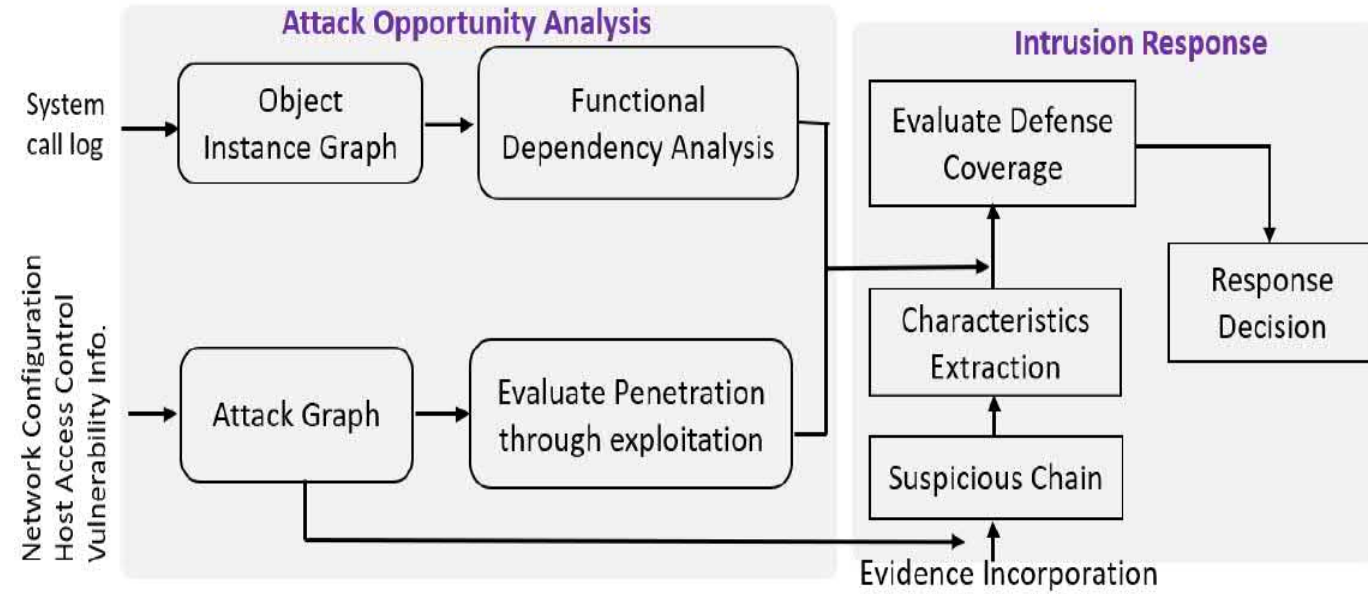 Attack Opportunity Analysis
Intrusion Response
System
call log
Object
Instance Graph
Functional
Dependency Analysis
Evaluate Defense
Coverage
Response
Decision
Network Configuration
Host Access Control
Vulnerability Info.
Attack Graph
Evaluate Penetration
through exploitation
Characteristics
Extraction
Suspicious Chain
Evidence Incorporation